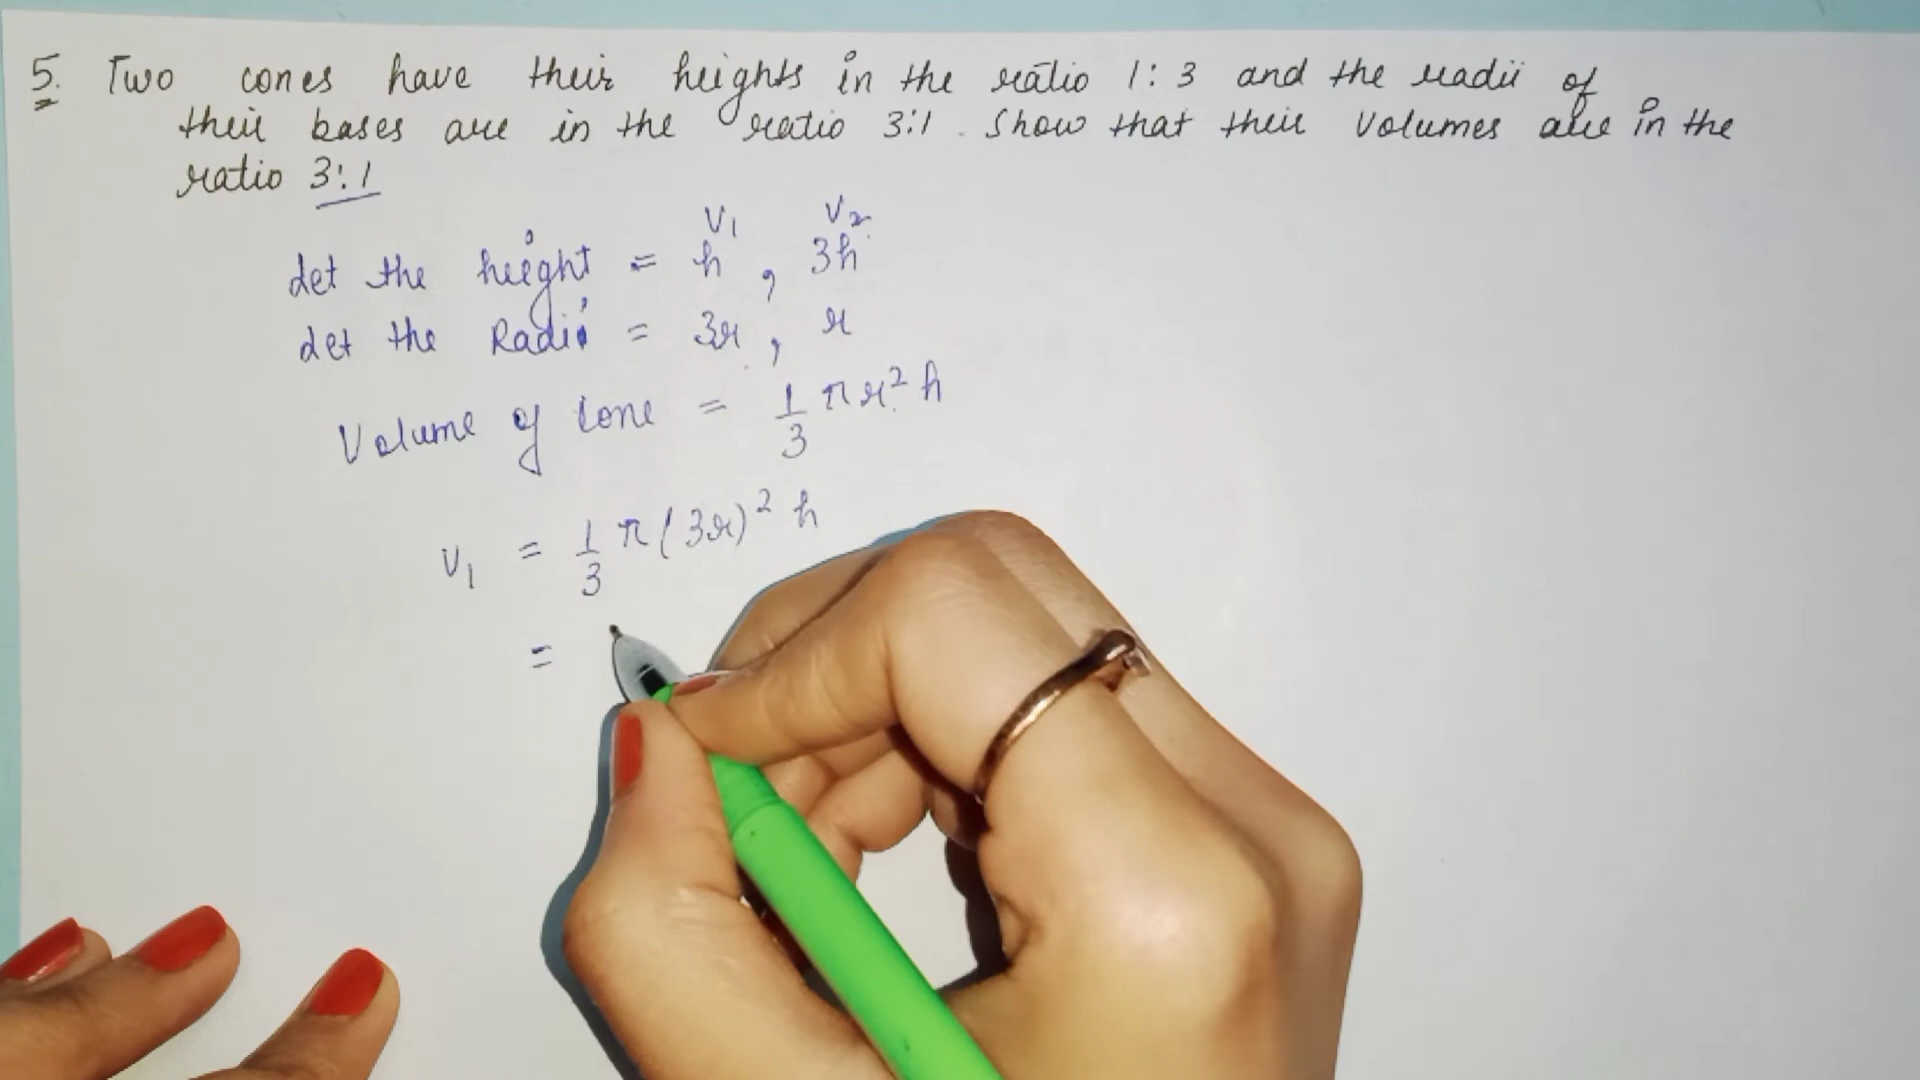 5. Two cones have their heights in the ratio 1:3 and the radii of
their bases are in the ratio 3:1. Show that their Volumes are in the
ratio 3:1
V₁ V₂
Let the height = h, 3h
Let the Radii = 3r, r
Volume of Cone = 1/3 πr²h
V₁ = 1/3 π(3r)² h
=